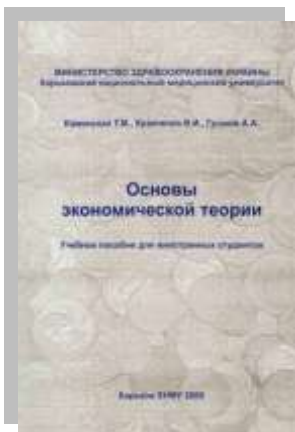 МИНИСТЕРСТВО ЗДРАВООХРАНЕНИЯ УКРАИНЫ
Харьковский национальный медицинский университет
Основы
экономической теории
Учебное пособие для иностранных студентов
Харьков ХНМУ